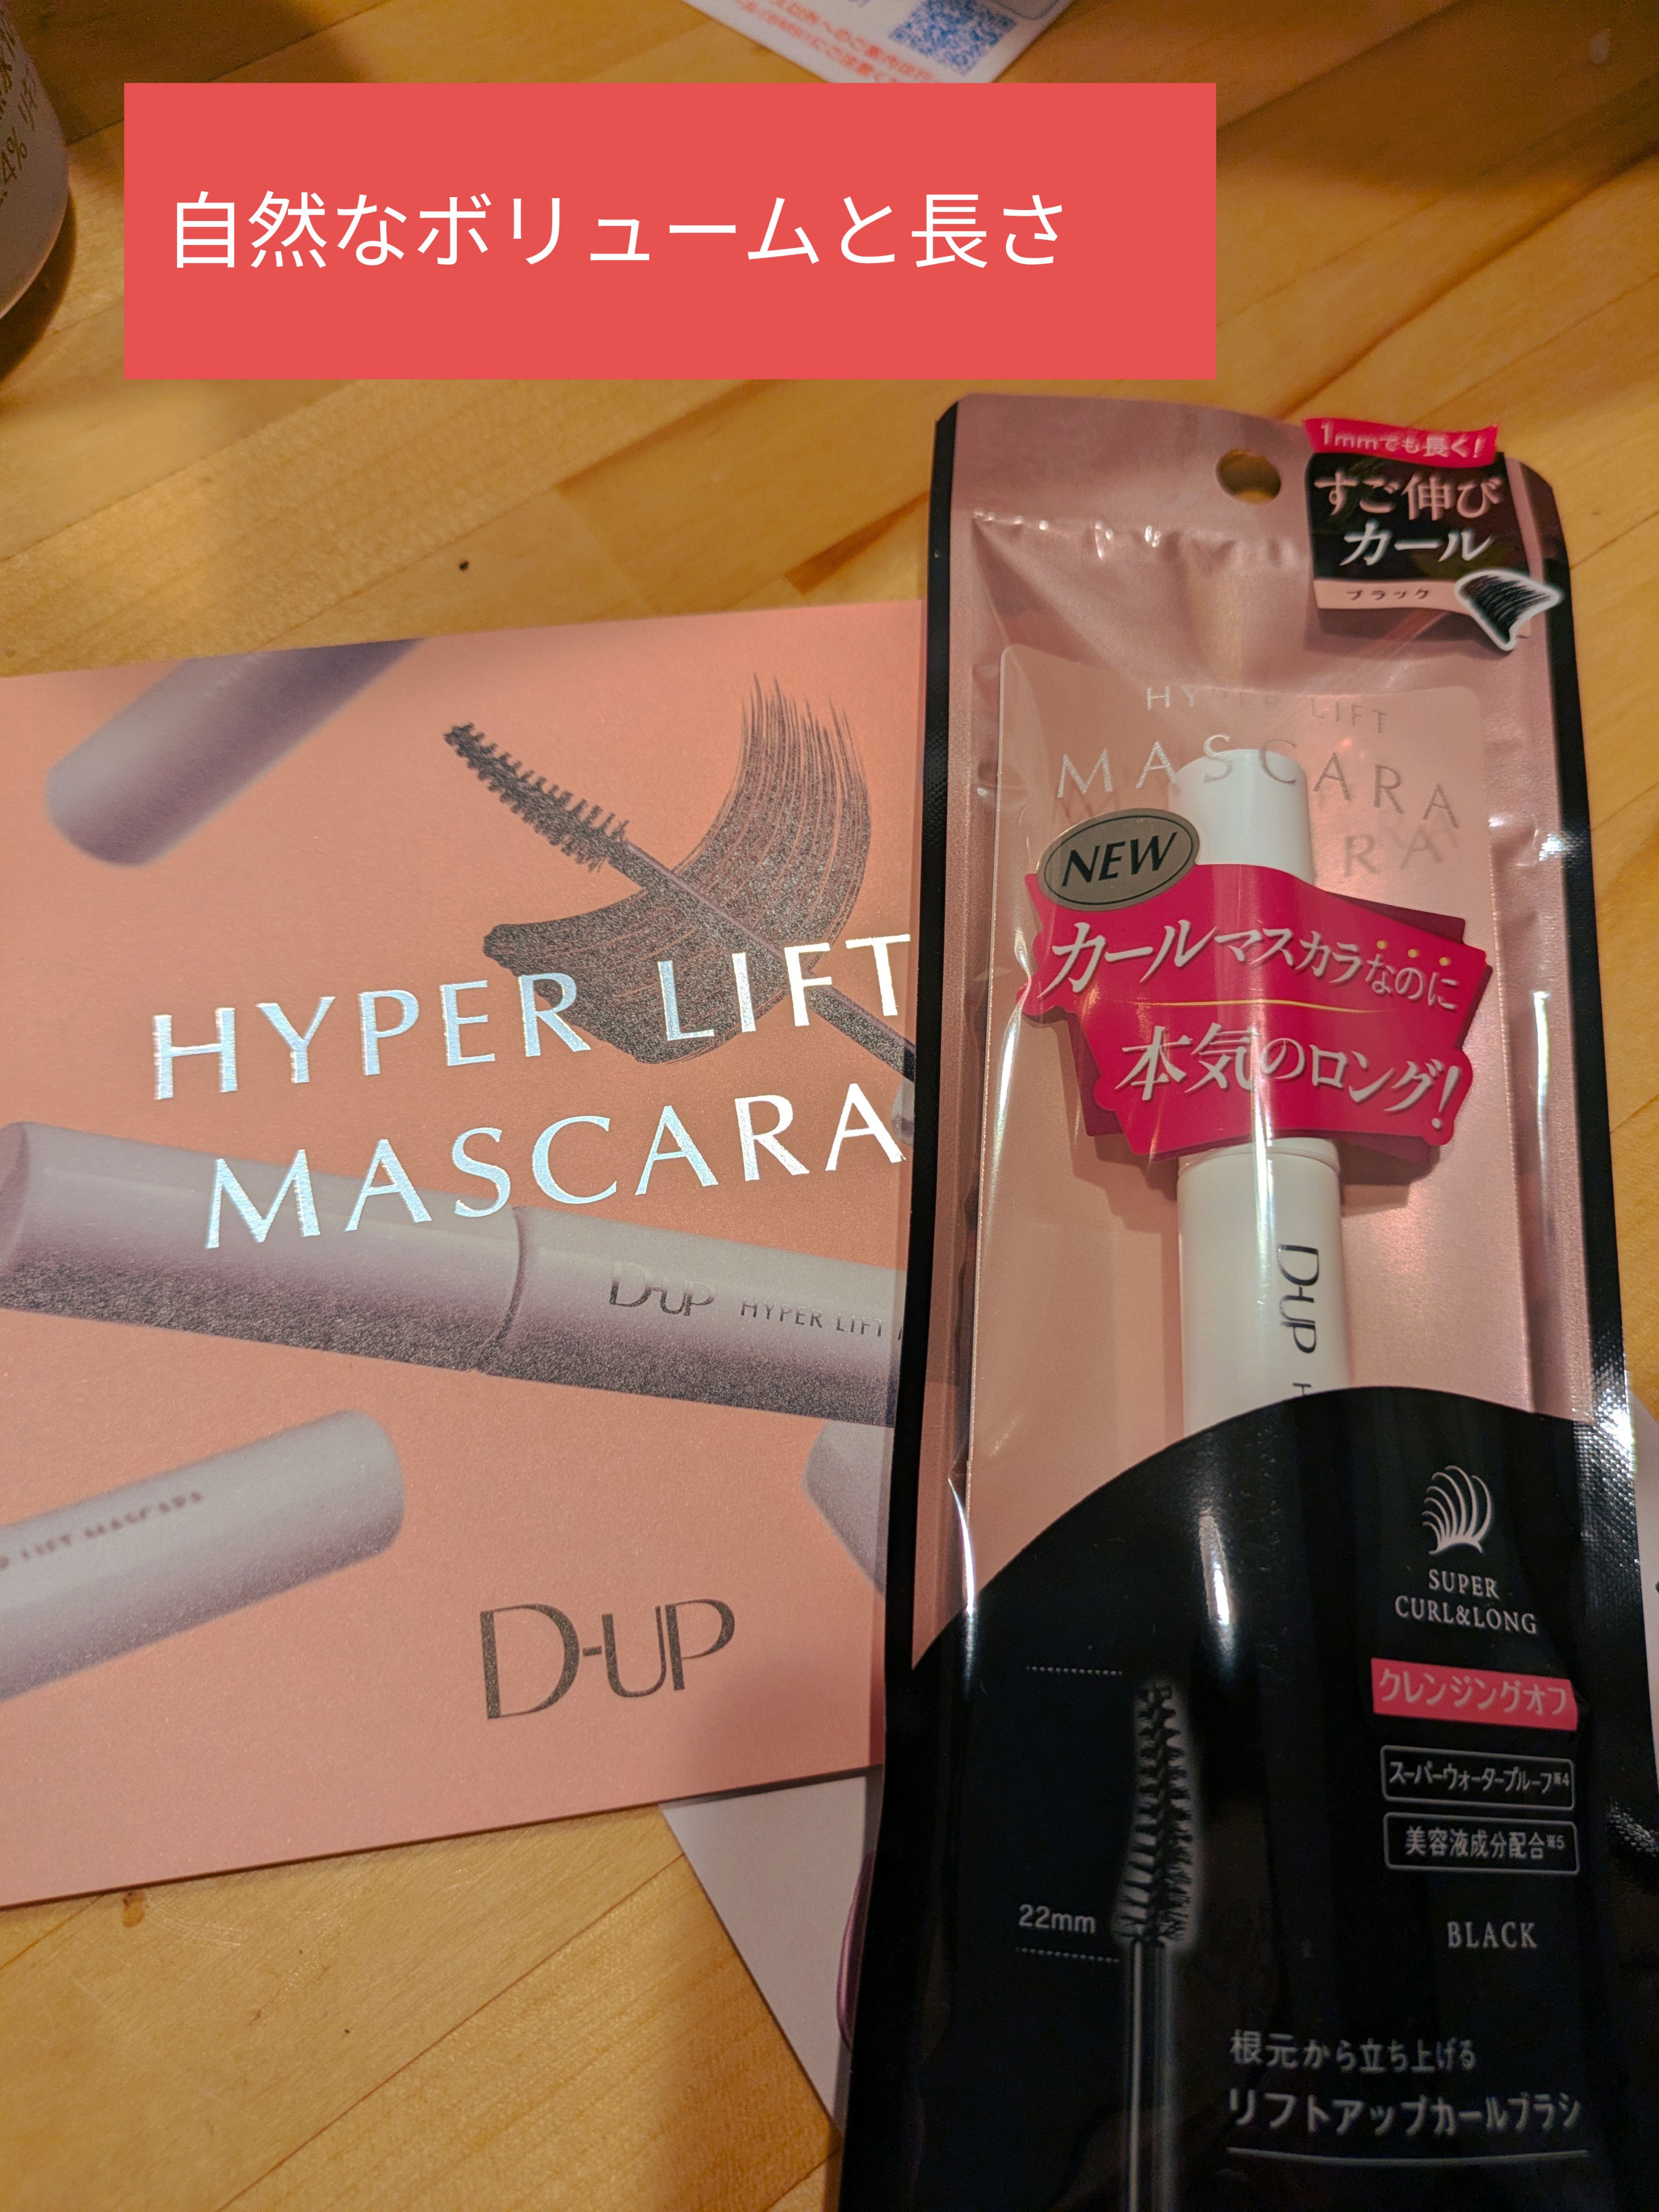 自然なボリュームと長さ
1mmでも長く!
すご伸び
カール
ブラック
HYPER LIFT
MASCARA
NEW
カールマスカラなのに
本気のロング!
D-UP
SUPER
CURL&LONG
クレンジングオフ
スーパーウォータープルーフ※4
美容液成分配合※5
22mm
BLACK
根元から立ち上げる
リフトアップカールブラシ
HYPER LIFT
MASCARA
D-UP HYPER LIFT
LIFT MASCARA
D-UP